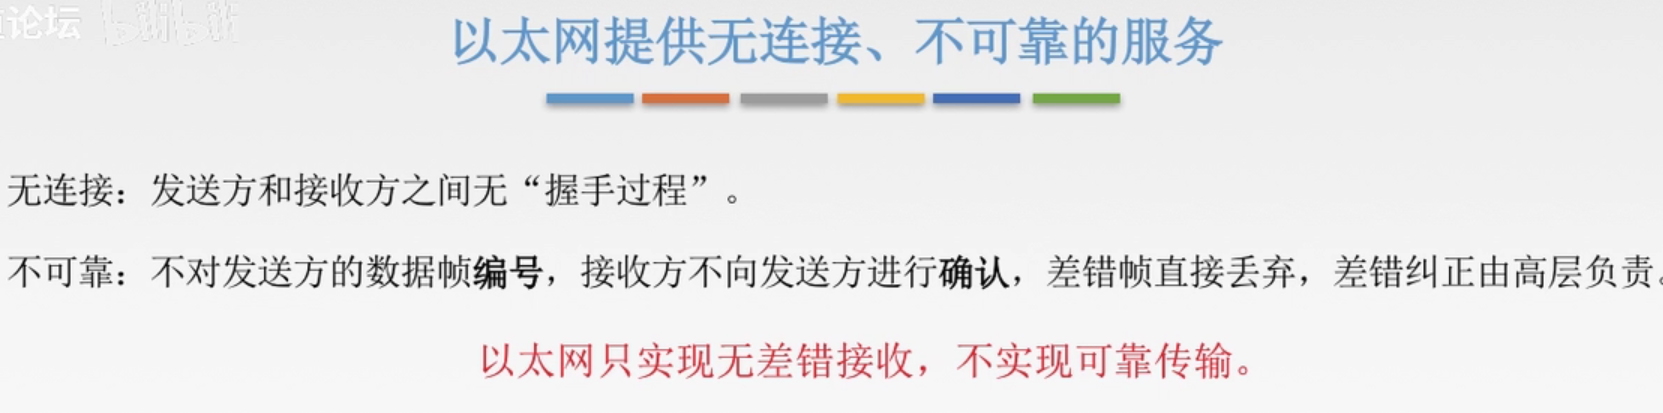 论坛 bilibili
以太网提供无连接、不可靠的服务
无连接：发送方和接收方之间无“握手过程”。
不可靠：不对发送方的数据帧编号，接收方不向发送方进行确认，差错帧直接丢弃，差错纠正由高层负责。
以太网只实现无差错接收，不实现可靠传输。